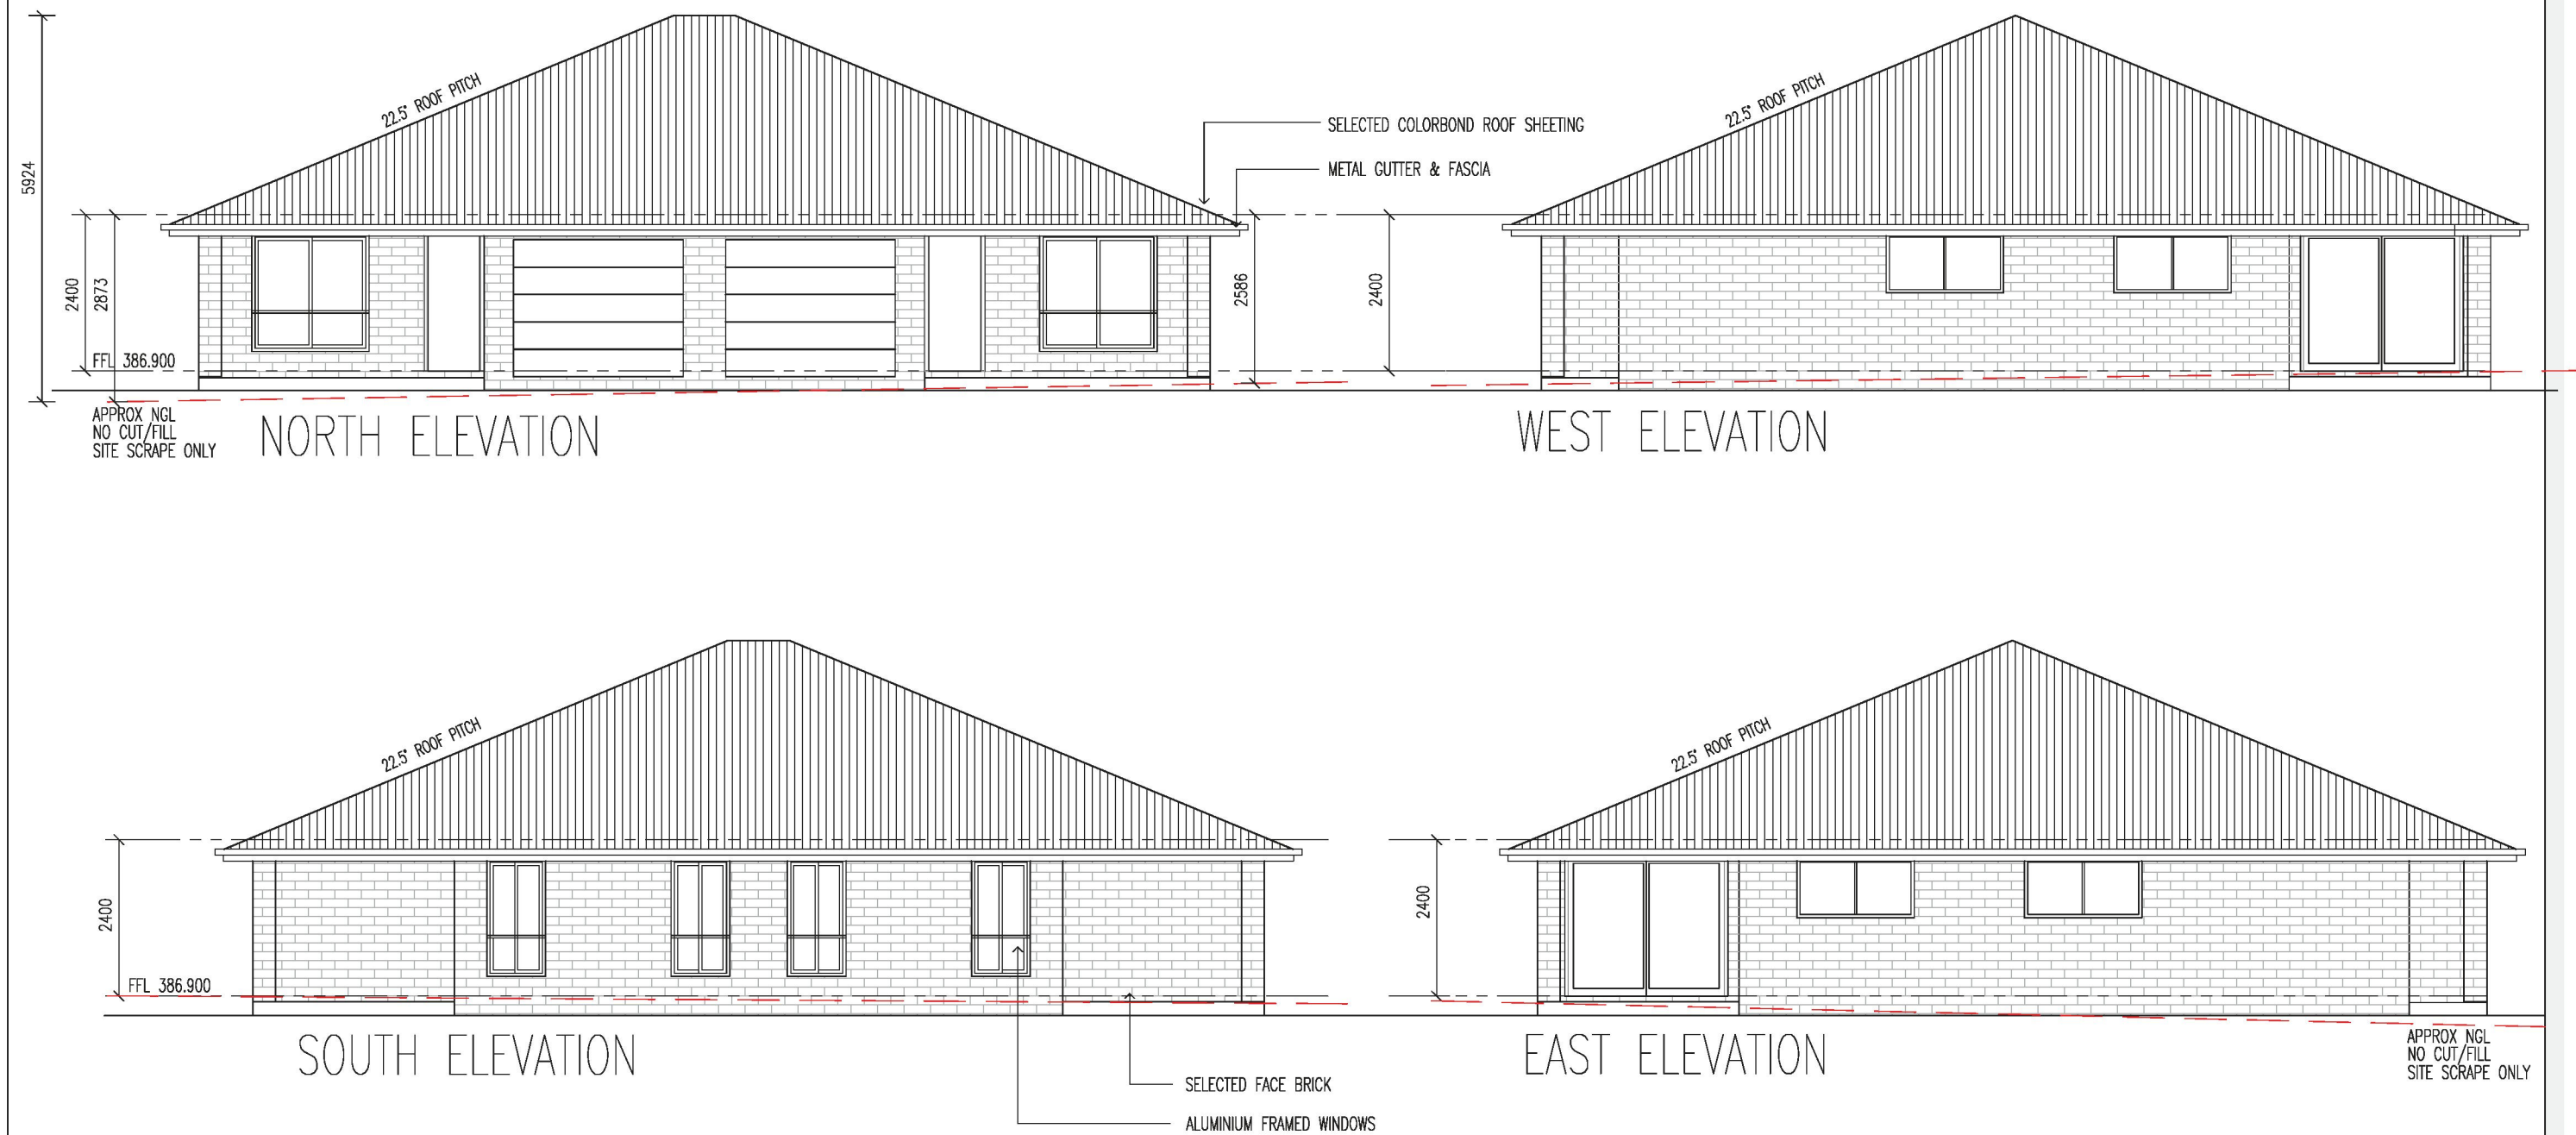 22.5° ROOF PITCH
22.5° ROOF PITCH
SELECTED COLORBOND ROOF SHEETING
METAL GUTTER & FASCIA
5924
2400
2873
2586
2400
FFL 386.900
APPROX NGL
NO CUT/FILL
SITE SCRAPE ONLY
NORTH ELEVATION
WEST ELEVATION
22.5° ROOF PITCH
22.5° ROOF PITCH
2400
2400
FFL 386.900
SOUTH ELEVATION
EAST ELEVATION
APPROX NGL
NO CUT/FILL
SITE SCRAPE ONLY
SELECTED FACE BRICK
ALUMINIUM FRAMED WINDOWS